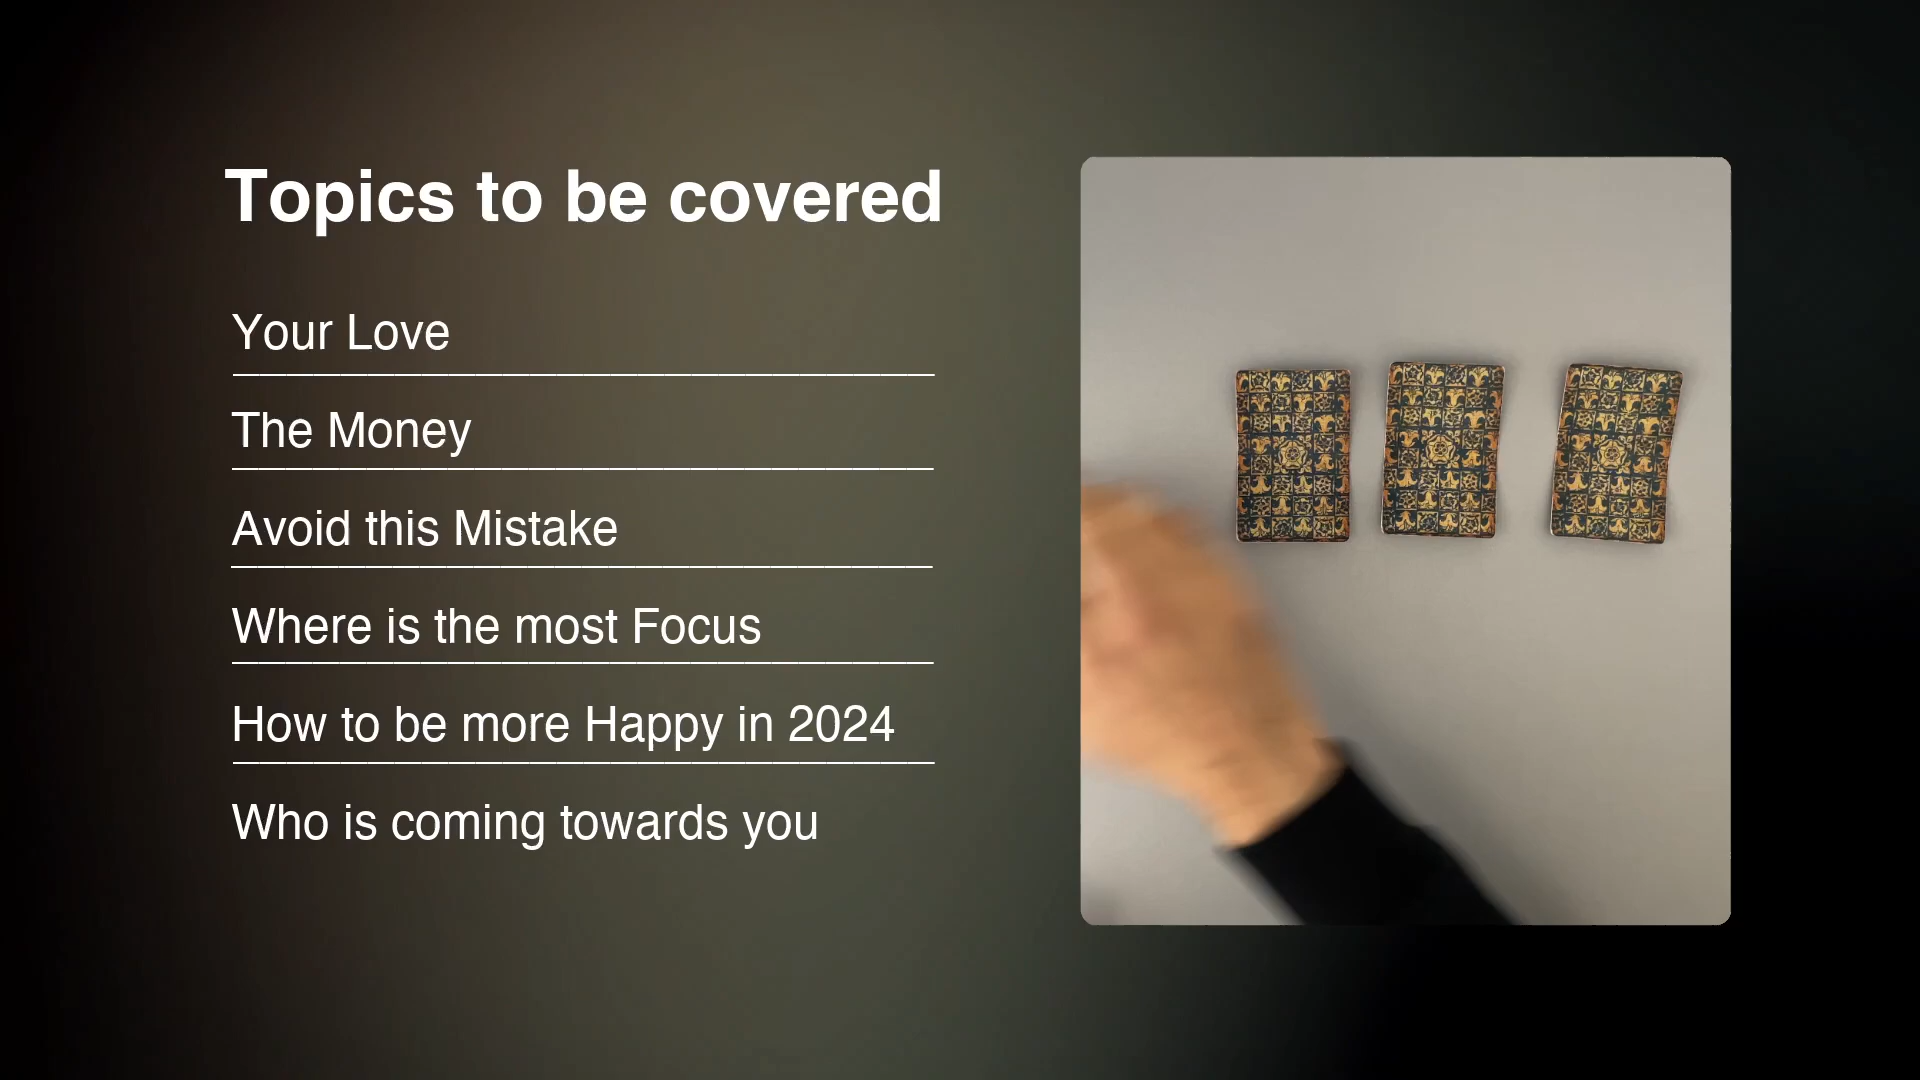 Topics to be covered
Your Love
The Money
Avoid this Mistake
Where is the most Focus
How to be more Happy in 2024
Who is coming towards you